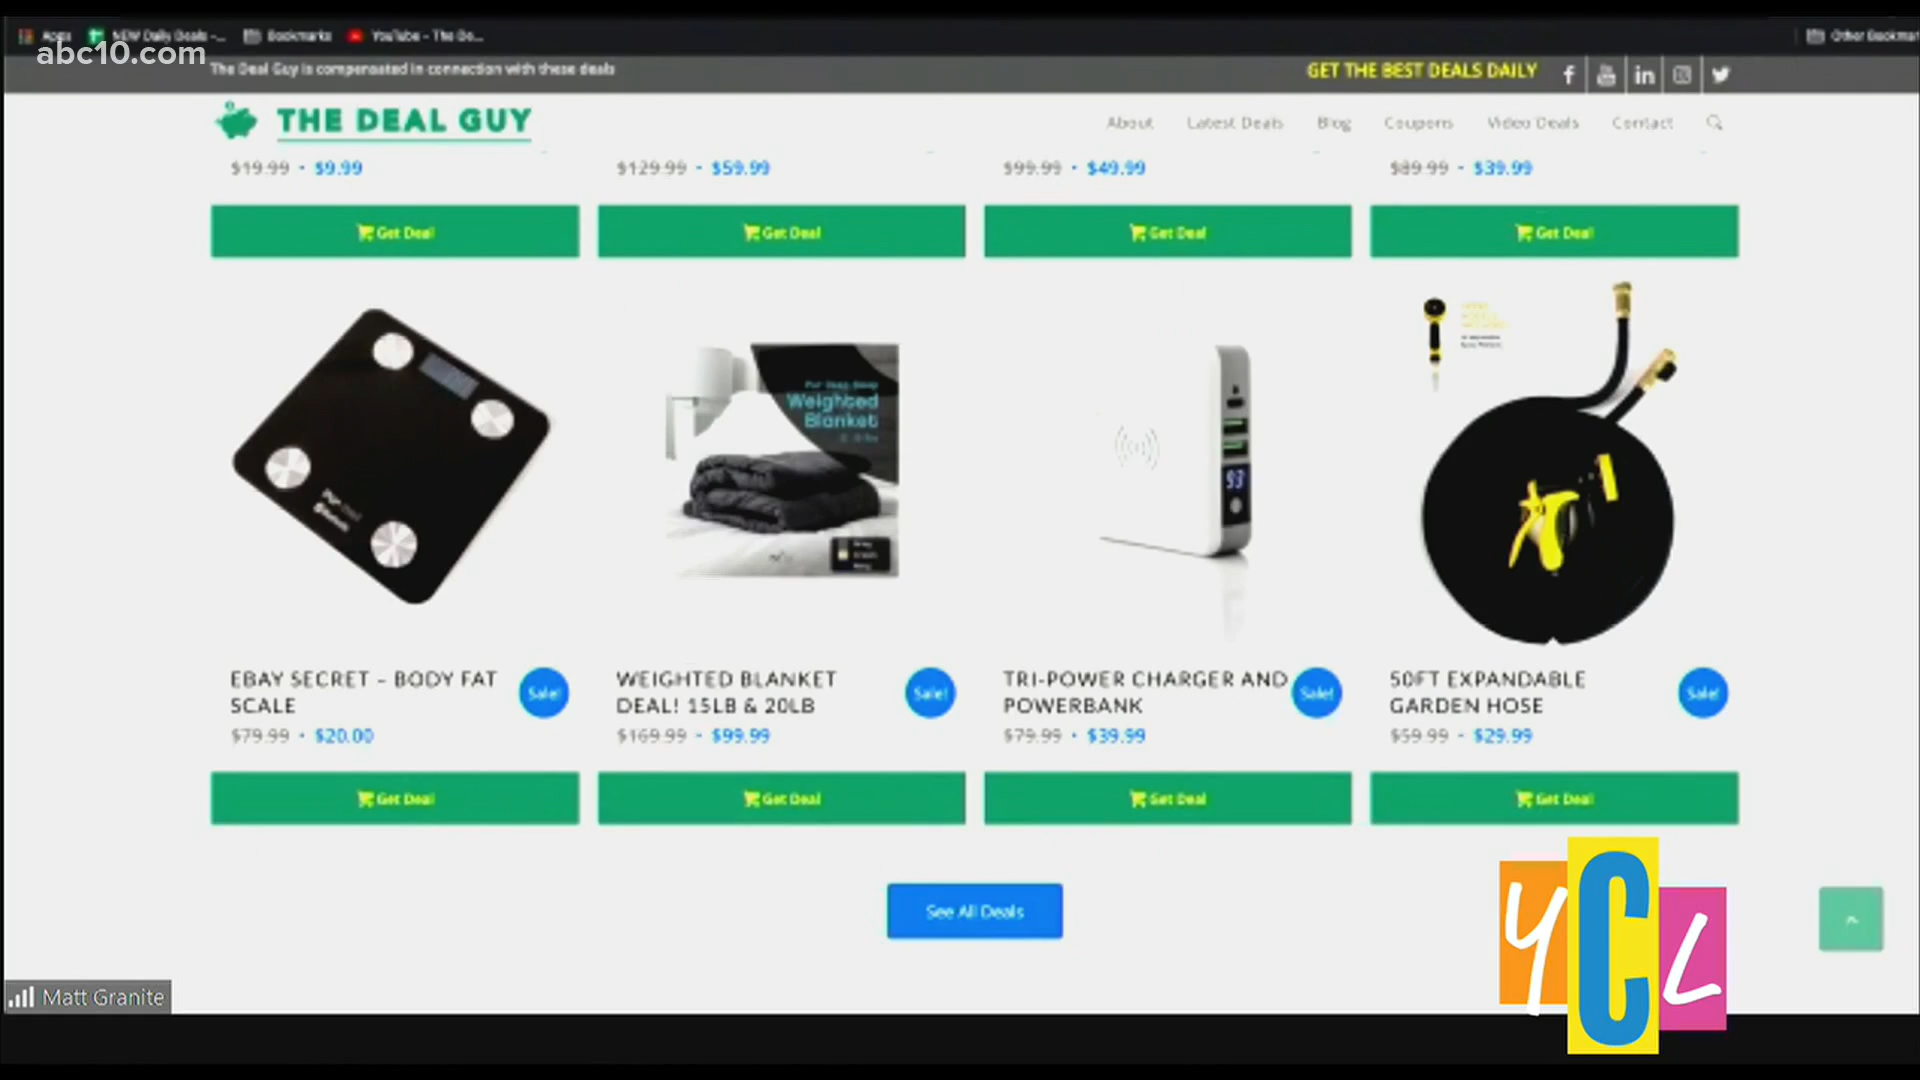 Apps NEW Daily Deals -... Bookmarks YouTube - The De... Other Bookmar
abc10.com
The Deal Guy is compensated in connection with these deals GET THE BEST DEALS DAILY
THE DEAL GUY About Latest Deals Blog Coupons Video Deals Contact
$19.99 - $9.99 $129.99 - $59.99 $99.99 - $49.99 $89.99 - $39.99
Get Deal Get Deal Get Deal Get Deal
Weighted
Blanket
93
EBAY SECRET – BODY FAT
SCALE
Sale!
$79.99 - $20.00
WEIGHTED BLANKET
DEAL! 15LB & 20LB
Sale!
$169.99 - $99.99
TRI-POWER CHARGER AND
POWERBANK
Sale!
$79.99 - $39.99
50FT EXPANDABLE
GARDEN HOSE
Sale!
$59.99 - $29.99
Get Deal Get Deal Get Deal Get Deal
See All Deals
YCL
Matt Granite